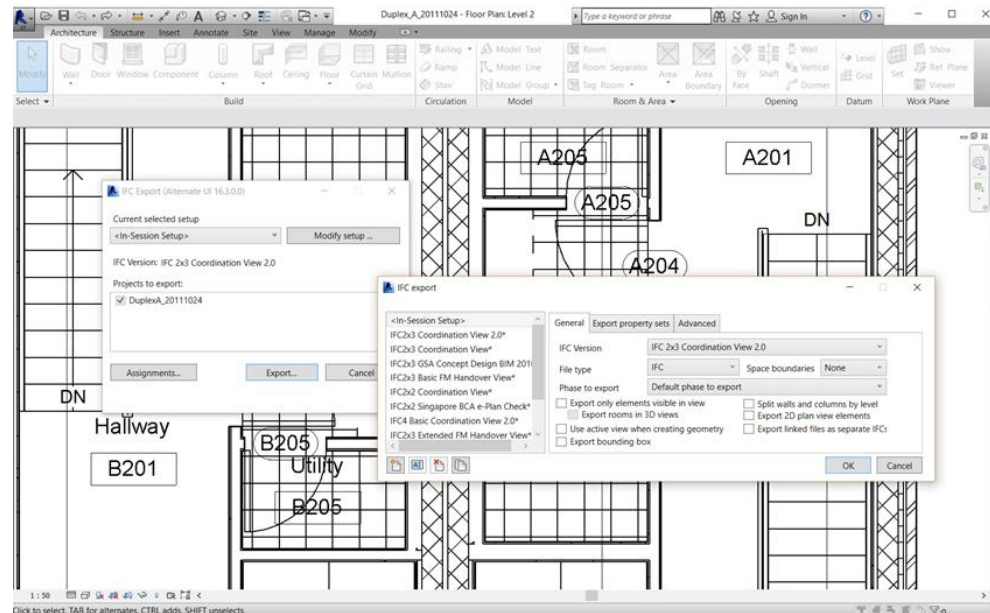 Duplex_A_20111024 - Floor Plan: Level 2
Type a keyword or phrase
Sign In
Architecture Structure Insert Annotate Site View Manage Modify
Modify
Wall Door Window Component Column Roof Ceiling Floor Curtain Grid Mullion
Railing
Ramp
Stair
Model Text
Model Line
Model Group
Room
Room Separator
Tag Room
Area
Area Boundary
By Face
Shaft
Wall
Vertical
Dormer
Level
Grid
Set
Show
Ref Plane
Viewer
Select Build Circulation Model Room & Area Opening Datum Work Plane
A205
A201
A205
DN
A204
IFC Export (Alternate UI 16.3.0.0)
Current selected setup
<In-Session Setup>
Modify setup ...
IFC Version: IFC 2x3 Coordination View 2.0
Projects to export:
DuplexA_20111024
Assignments...
Export...
Cancel
IFC export
<In-Session Setup>
IFC2x3 Coordination View 2.0*
IFC2x3 Coordination View*
IFC2x3 GSA Concept Design BIM 201
IFC2x3 Basic FM Handover View*
IFC2x2 Coordination View*
IFC2x2 Singapore BCA e-Plan Check*
IFC4 Basic Coordination View 2.0*
IFC2x3 Extended FM Handover View*
General Export property sets Advanced
IFC Version IFC 2x3 Coordination View 2.0
File type IFC Space boundaries None
Phase to export Default phase to export
Export only elements visible in view
Export rooms in 3D views
Use active view when creating geometry
Export bounding box
Split walls and columns by level
Export 2D plan view elements
Export linked files as separate IFCs
OK Cancel
DN
Hallway
B201
B205
Utility
B205
1 : 50
Click to select, TAB for alternates, CTRL adds, SHIFT unselects.